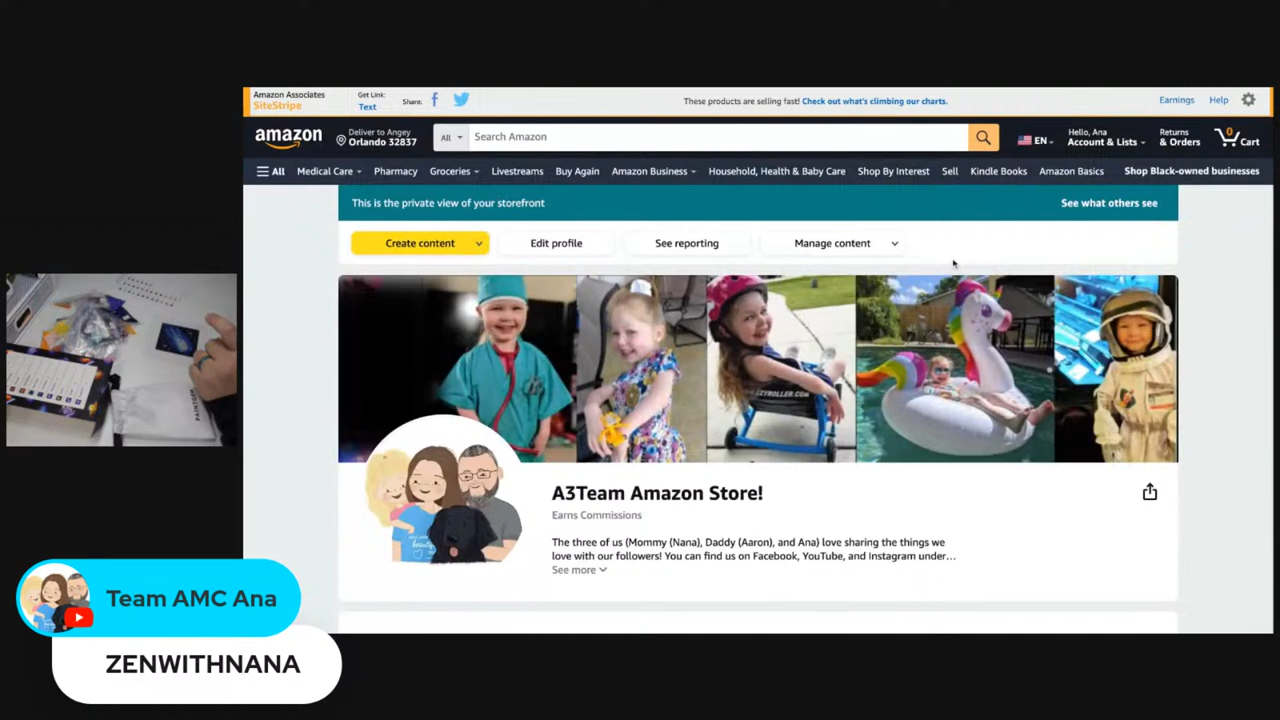 Amazon Associates
SiteStripe
Get Link:
Text
Share:
These products are selling fast! Check out what's climbing our charts.
Earnings
Help
amazon
Deliver to Angey
Orlando 32837
All
Search Amazon
EN
Hello, Ana
Account & Lists
Returns
& Orders
0
Cart
All
Medical Care
Pharmacy
Groceries
Livestreams
Buy Again
Amazon Business
Household, Health & Baby Care
Shop By Interest
Sell
Kindle Books
Amazon Basics
Shop Black-owned businesses
This is the private view of your storefront
See what others see
Create content
Edit profile
See reporting
Manage content
A3Team Amazon Store!
Earns Commissions
The three of us (Mommy (Nana), Daddy (Aaron), and Ana) love sharing the things we
love with our followers! You can find us on Facebook, YouTube, and Instagram under...
See more
Team AMC Ana
ZENWITHNANA